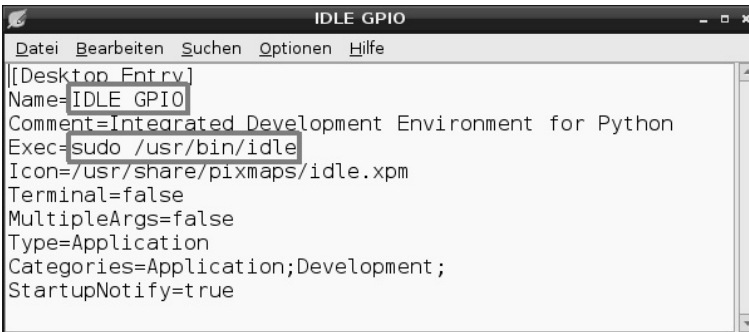 IDLE GPIO
Datei Bearbeiten Suchen Optionen Hilfe
[Desktop Entry]
Name=IDLE GPIO
Comment=Integrated Development Environment for Python
Exec=sudo /usr/bin/idle
Icon=/usr/share/pixmaps/idle.xpm
Terminal=false
MultipleArgs=false
Type=Application
Categories=Application;Development;
StartupNotify=true